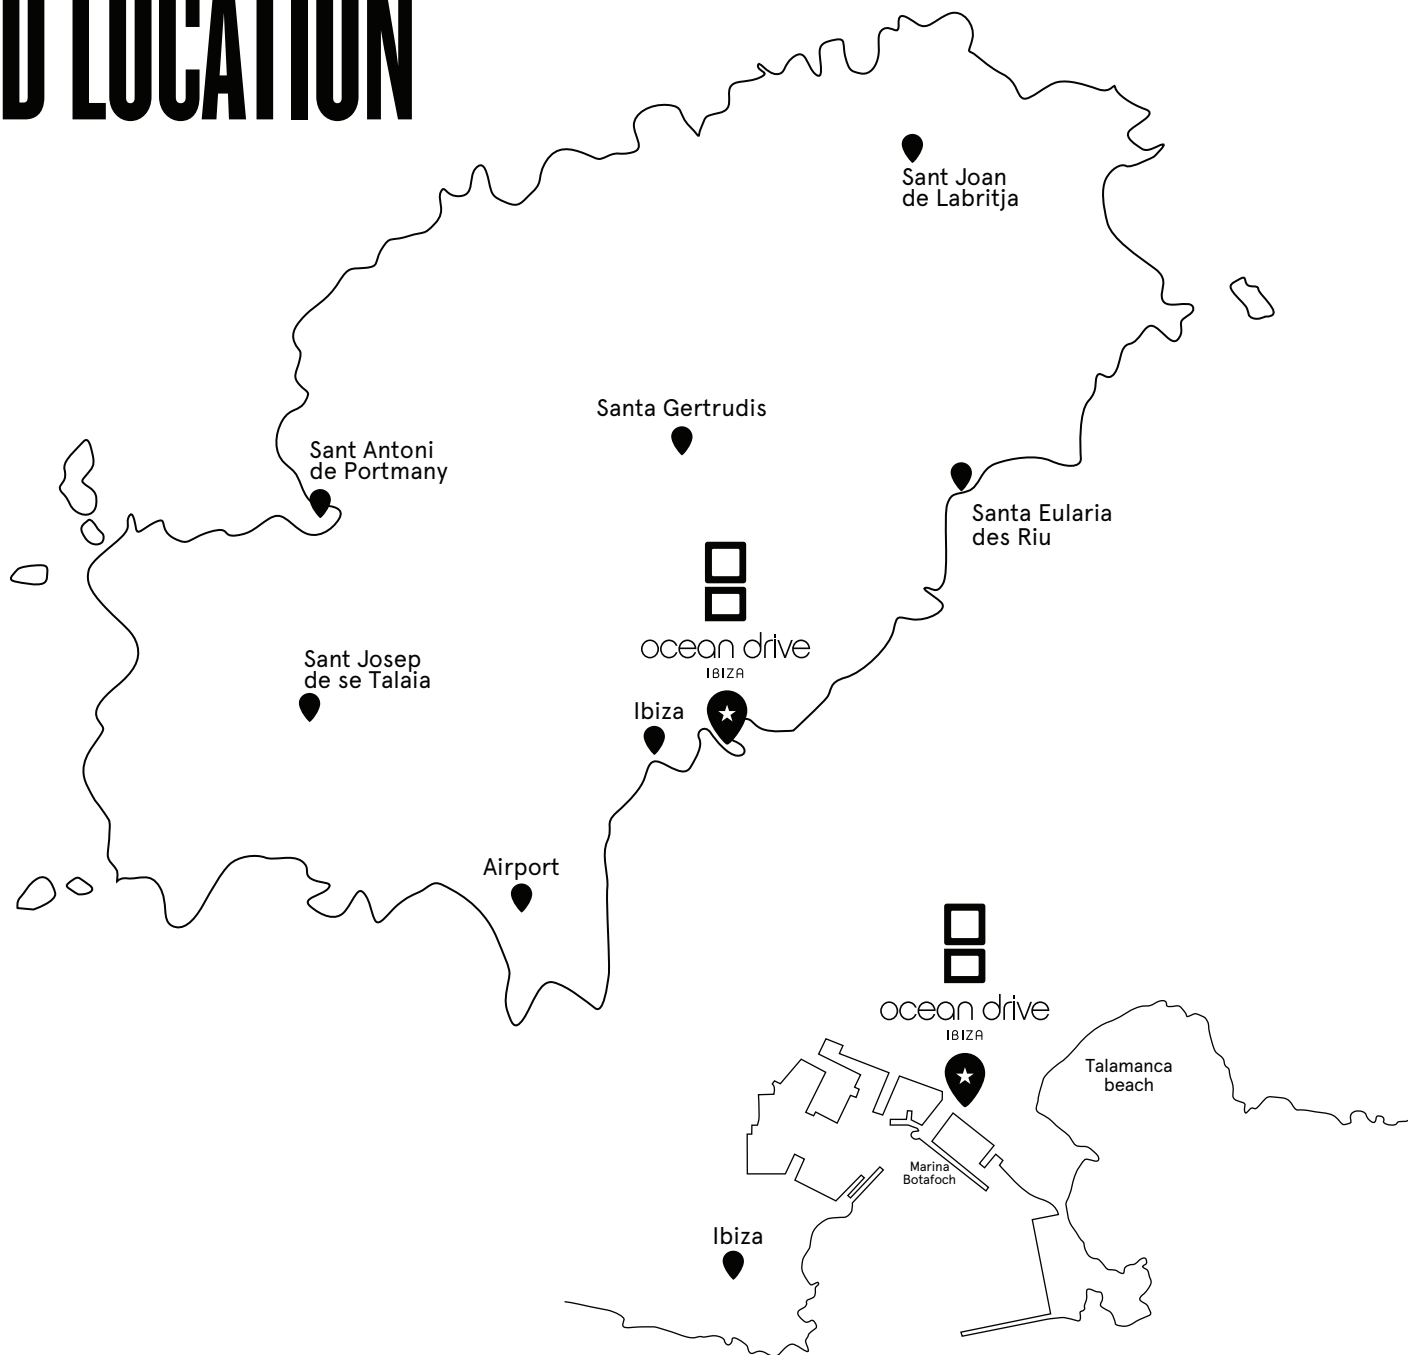 D LOCATION
Sant Joan
de Labritja
Santa Gertrudis
Sant Antoni
de Portmany
Santa Eularia
des Riu
ocean drive
IBIZA
Sant Josep
de se Talaia
Ibiza
Airport
ocean drive
IBIZA
Talamanca
beach
Marina
Botafoch
Ibiza